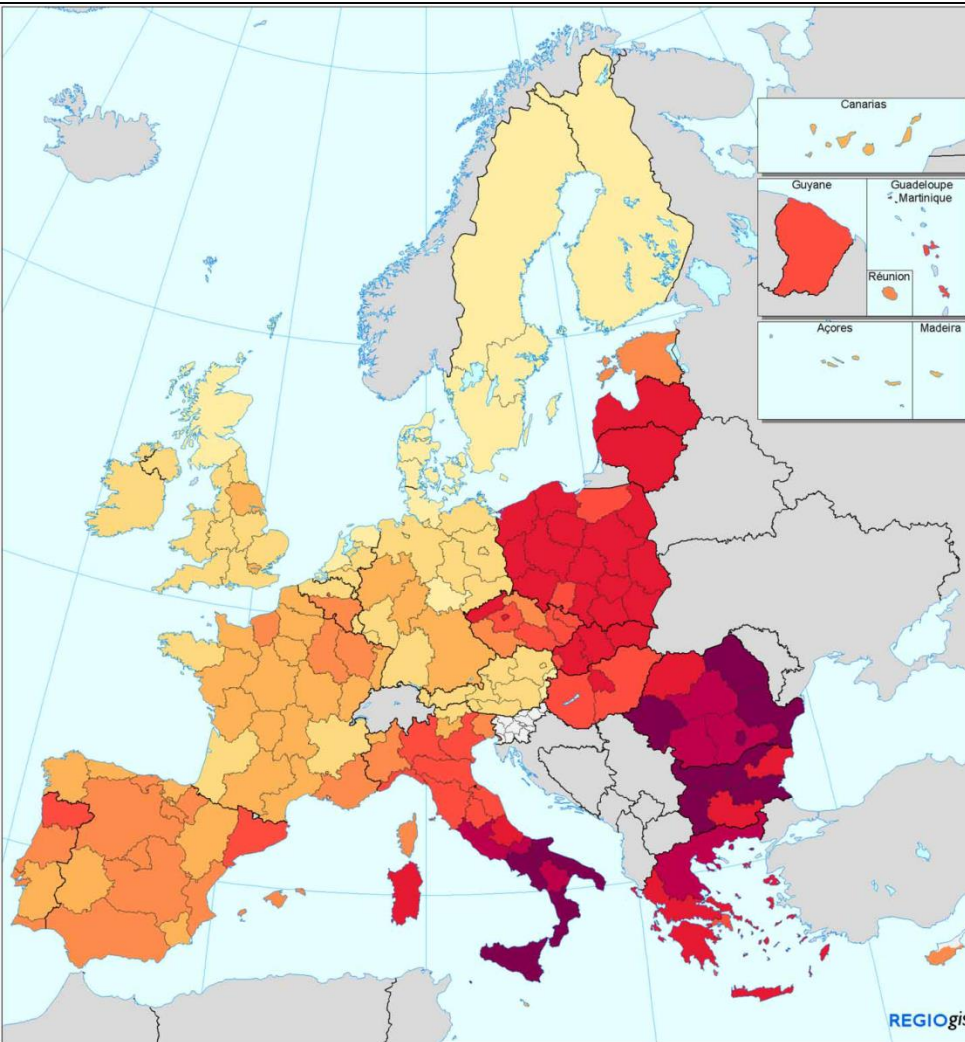 Canarias
Guyane
Guadeloupe
Martinique
Réunion
Açores
Madeira
REGIOgis